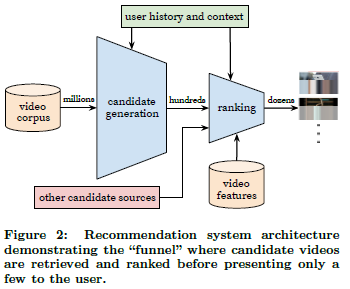 user history and context
video
corpus
millions
candidate
generation
hundreds
ranking
dozens
other candidate sources
video
features
Figure 2: Recommendation system architecture
demonstrating the “funnel” where candidate videos
are retrieved and ranked before presenting only a
few to the user.